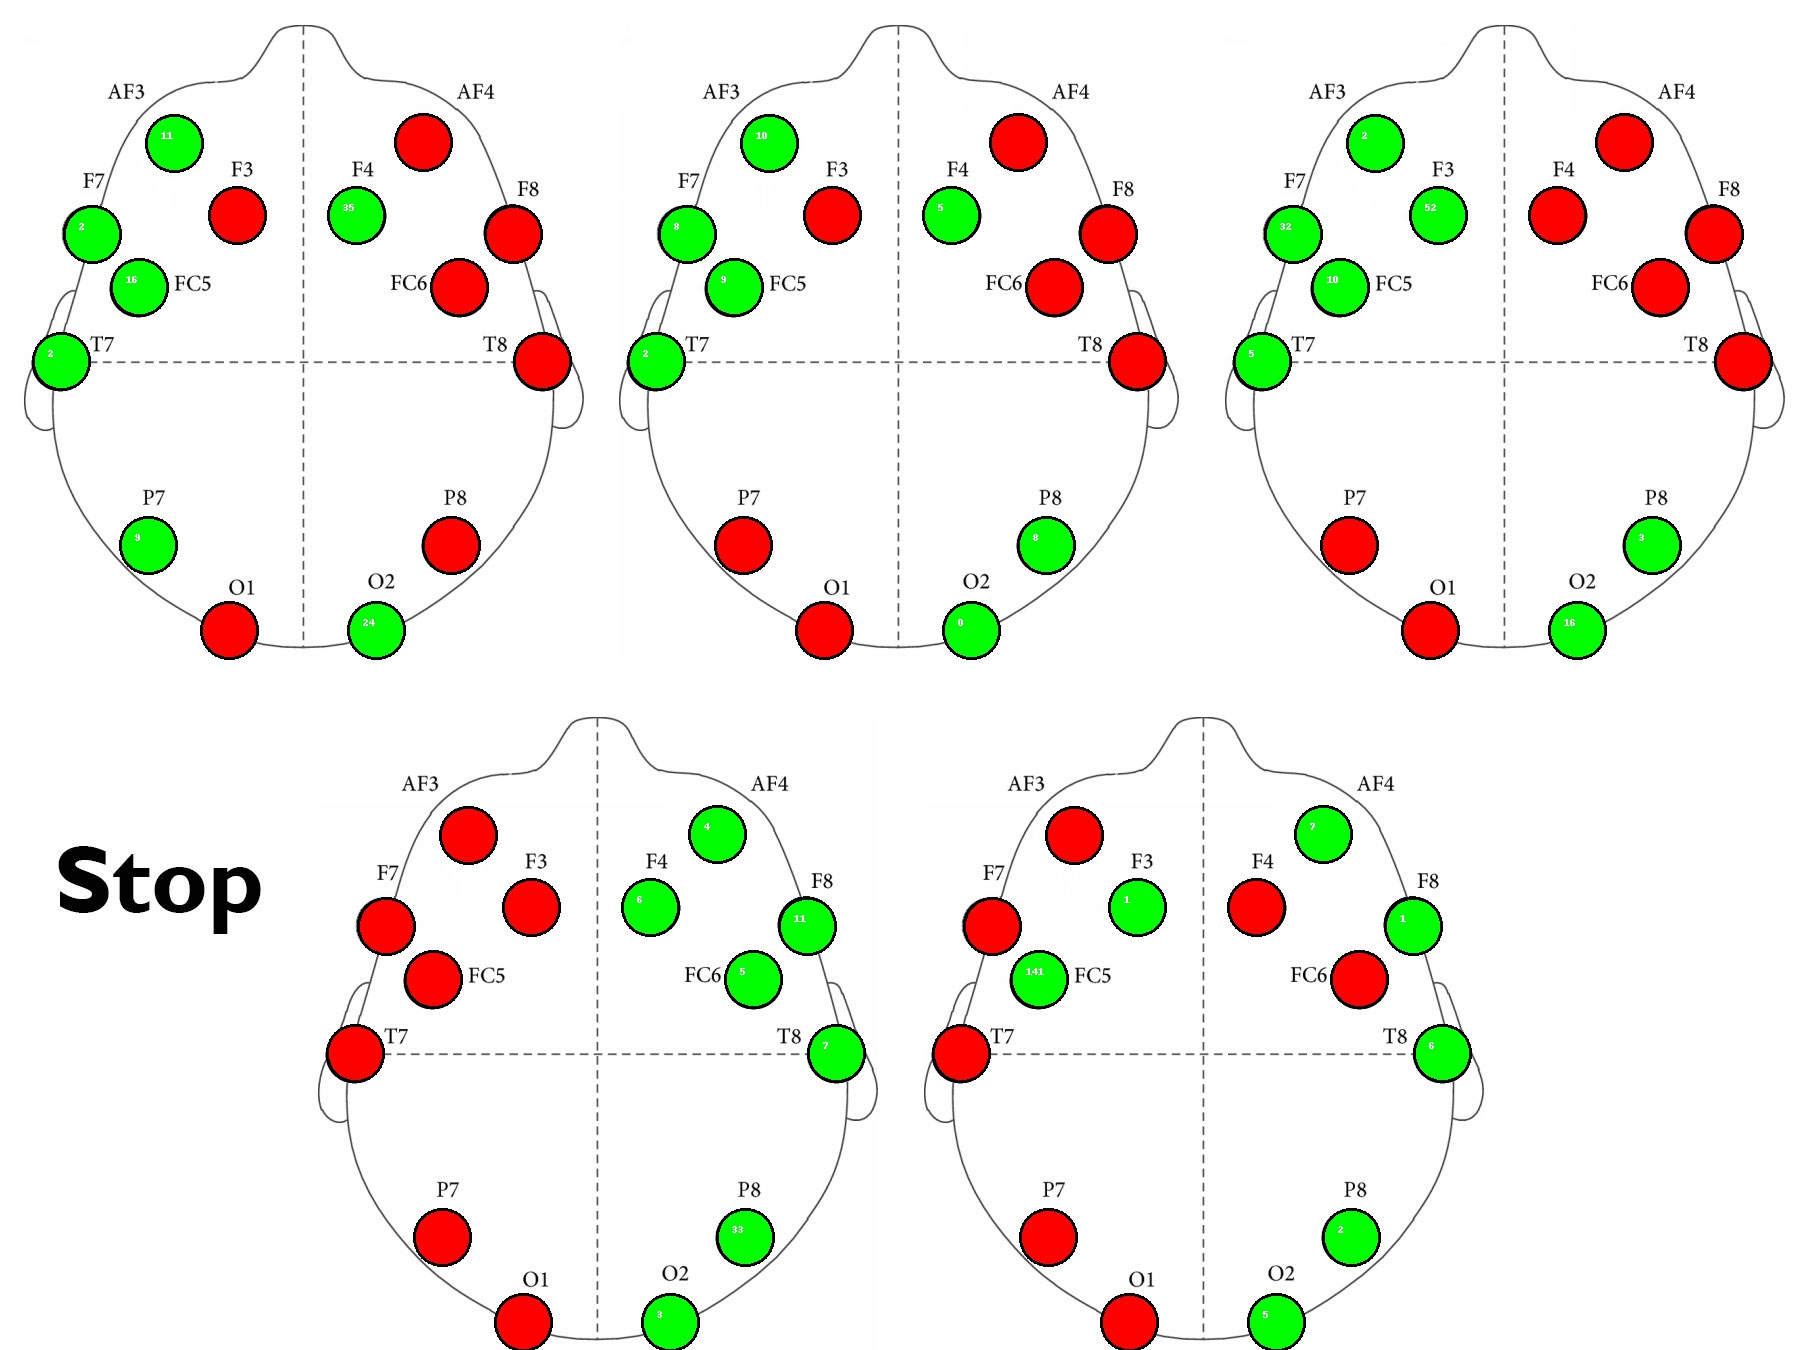 AF3 AF4 AF3 AF4 AF3 AF4
11 10 2
F7 F3 F4 F8 F7 F3 F4 F8 F7 F3 F4 F8
2 35 8 5 32 52
16 FC5 FC6 9 FC5 FC6 10 FC5 FC6
2 T7 T8 2 T7 T8 5 T7 T8
P7 P8 P7 P8 P7 P8
9 8 3
O1 O2 O1 O2 O1 O2
24 0 16
AF3 AF4 AF3 AF4
4 7
Stop
F7 F3 F4 F8 F7 F3 F4 F8
6 11 1 1
FC5 FC6 5 141 FC5 FC6
T7 T8 7 T7 T8 6
P7 P8 P7 P8
33 2
O1 O2 O1 O2
3 5